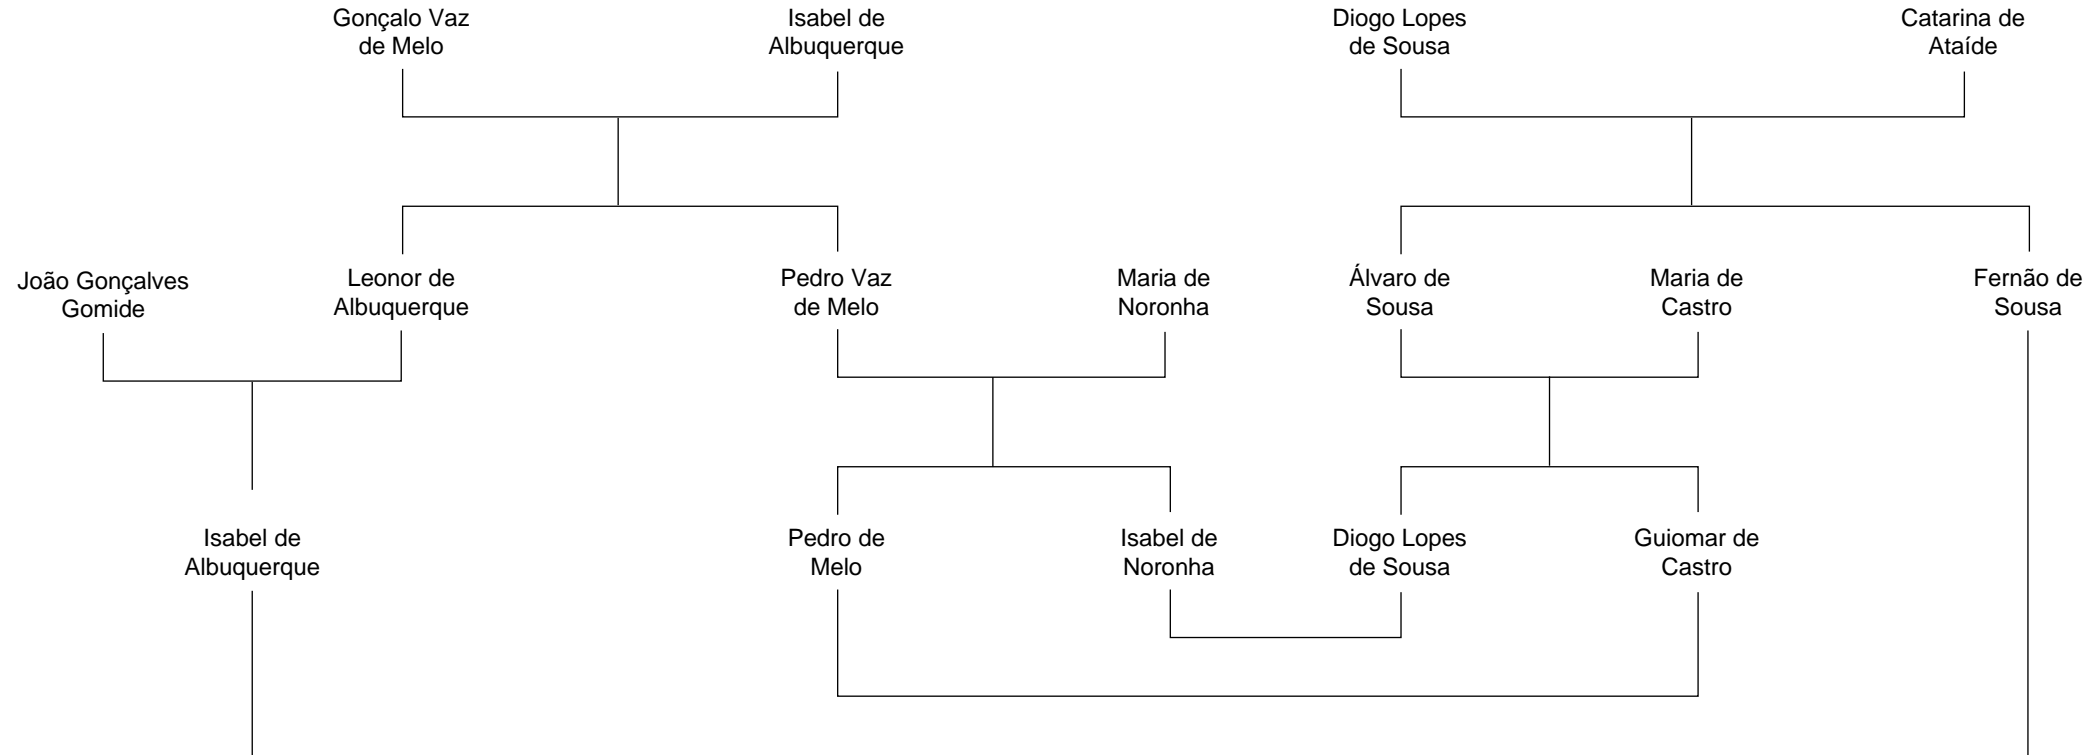 Gonçalo Vaz
de Melo
Isabel de
Albuquerque
Diogo Lopes
de Sousa
Catarina de
Ataíde
João Gonçalves
Gomide
Leonor de
Albuquerque
Pedro Vaz
de Melo
Maria de
Noronha
Álvaro de
Sousa
Maria de
Castro
Fernão de
Sousa
Isabel de
Albuquerque
Pedro de
Melo
Isabel de
Noronha
Diogo Lopes
de Sousa
Guiomar de
Castro